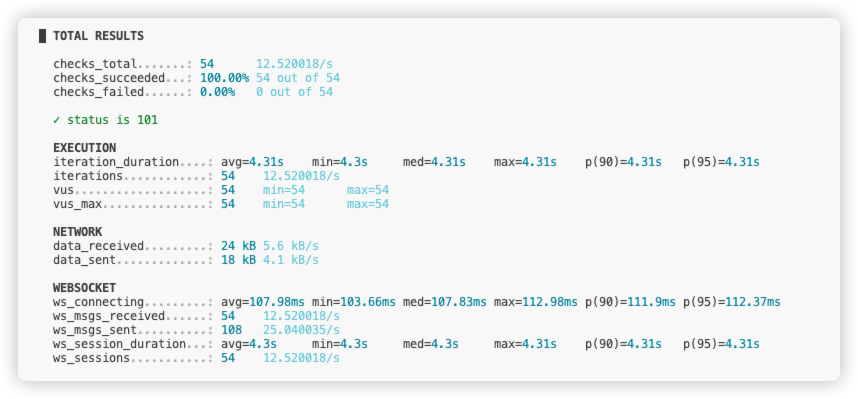 TOTAL RESULTS
checks_total.......: 54 12.520018/s
checks_succeeded...: 100.00% 54 out of 54
checks_failed......: 0.00% 0 out of 54
✓ status is 101
EXECUTION
iteration_duration....: avg=4.31s min=4.3s med=4.31s max=4.31s p(90)=4.31s p(95)=4.31s
iterations............: 54 12.520018/s
vus...................: 54 min=54 max=54
vus_max...............: 54 min=54 max=54
NETWORK
data_received.........: 24 kB 5.6 kB/s
data_sent.............: 18 kB 4.1 kB/s
WEBSOCKET
ws_connecting.........: avg=107.98ms min=103.66ms med=107.83ms max=112.98ms p(90)=111.9ms p(95)=112.37ms
ws_msgs_received......: 54 12.520018/s
ws_msgs_sent..........: 108 25.040035/s
ws_session_duration...: avg=4.3s min=4.3s med=4.3s max=4.31s p(90)=4.31s p(95)=4.31s
ws_sessions...........: 54 12.520018/s